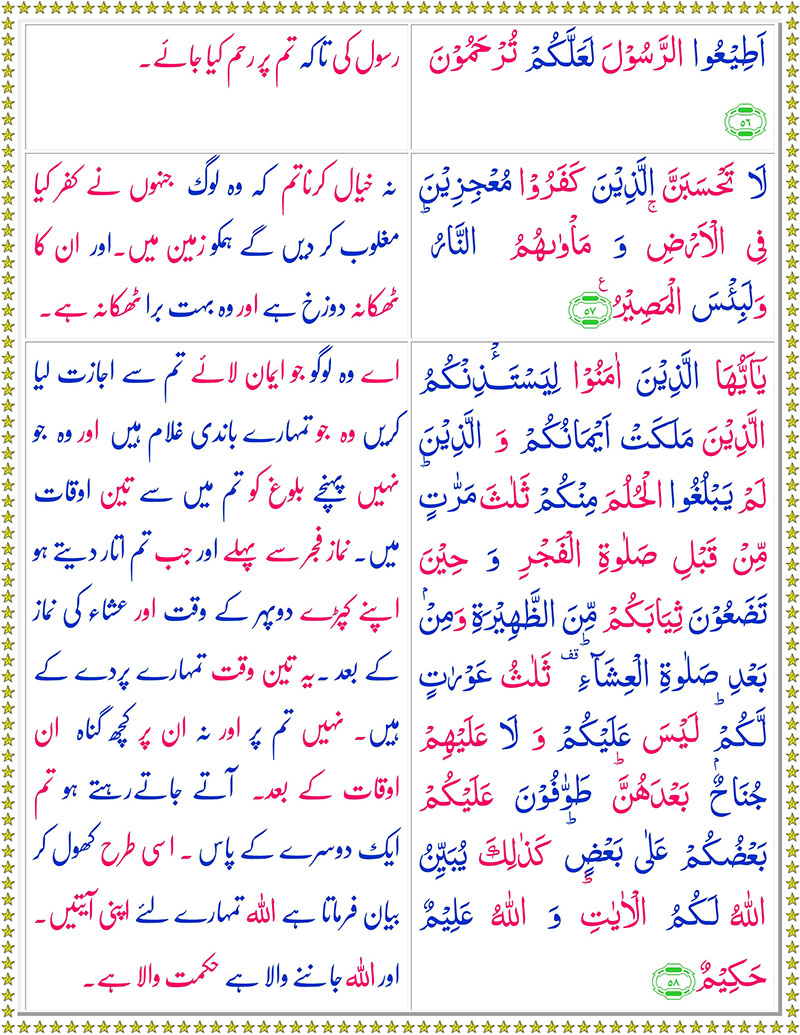 اَطِيْعُوا الرَّسُوْلَ لَعَلَّكُمْ تُرْحَمُوْنَ
٥٦
رسول کی تاکہ تم پر رحم کیا جائے۔
لَا تَحْسَبَنَّ الَّذِيْنَ كَفَرُوْا مُعْجِزِيْنَ
فِى الْاَرْضِ ۚ وَ مَاْوٰٮهُمُ النَّارُ ؕ
وَلَبِئْسَ الْمَصِيْرُ ع ٥٧
نہ خیال کرنا تم کہ وہ لوگ جنہوں نے کفر کیا
مغلوب کر دیں گے ہمکو زمین میں۔ اور ان کا
ٹھکانہ دوزخ ہے اور وہ بہت برا ٹھکانہ ہے۔
يٰۤاَيُّهَا الَّذِيْنَ اٰمَنُوْا لِيَسْتَـٔۡذِنْكُمُ
الَّذِيْنَ مَلَكَتْ اَيْمَانُكُمْ وَ الَّذِيْنَ
لَمْ يَبْلُغُوا الْحُلُمَ مِنْكُمْ ثَلٰثَ مَرّٰتٍ ؕ
مِّنْ قَبْلِ صَلٰوةِ الْفَجْرِ وَ حِيْنَ
تَضَعُوْنَ ثِيَابَكُمْ مِّنَ الظَّهِيْرَةِ وَمِنْۢ
بَعْدِ صَلٰوةِ الْعِشَآءِ ؕ قف ثَلٰثُ عَوْرٰتٍ
لَّكُمْ ؕ لَيْسَ عَلَيْكُمْ وَ لَا عَلَيْهِمْ
جُنَاحٌۢ بَعْدَهُنَّ ؕ طَوّٰفُوْنَ عَلَيْكُمْ
بَعْضُكُمْ عَلٰى بَعْضٍ ؕ كَذٰلِكَ يُبَيِّنُ
اللّٰهُ لَكُمُ الْاٰيٰتِ ؕ وَ اللّٰهُ عَلِيْمٌ
حَكِيْمٌ ٥٨
اے وہ لوگو جو ایمان لائے تم سے اجازت لیا
کریں وہ جو تمہارے باندی غلام ہیں اور وہ جو
نہیں پہنچے بلوغ کو تم میں سے تین اوقات
میں۔ نماز فجر سے پہلے اور جب تم اتار دیتے ہو
اپنے کپڑے دوپہر کے وقت اور عشاء کی نماز
کے بعد۔ یہ تین وقت تمہارے پردے کے
ہیں۔ نہیں تم پر اور نہ ان پر کچھ گناہ ان
اوقات کے بعد۔ آتے جاتے رہتے ہو تم
ایک دوسرے کے پاس۔ اسی طرح کھول کر
بیان فرماتا ہے اللہ تمہارے لئے اپنی آیتیں۔
اور اللہ جاننے والا ہے حکمت والا ہے۔